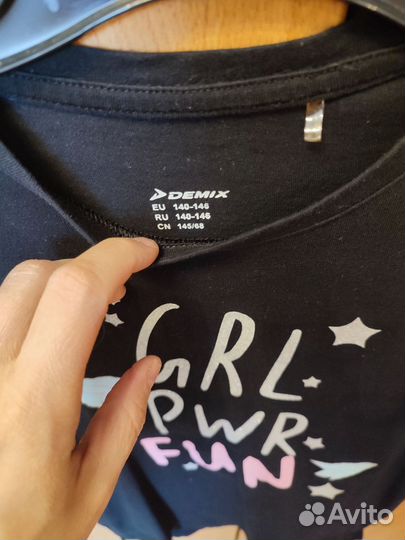 DEMIX
EU 140-146
RU 140-146
CN 145/68
GRL
PWR
FUN
Avito